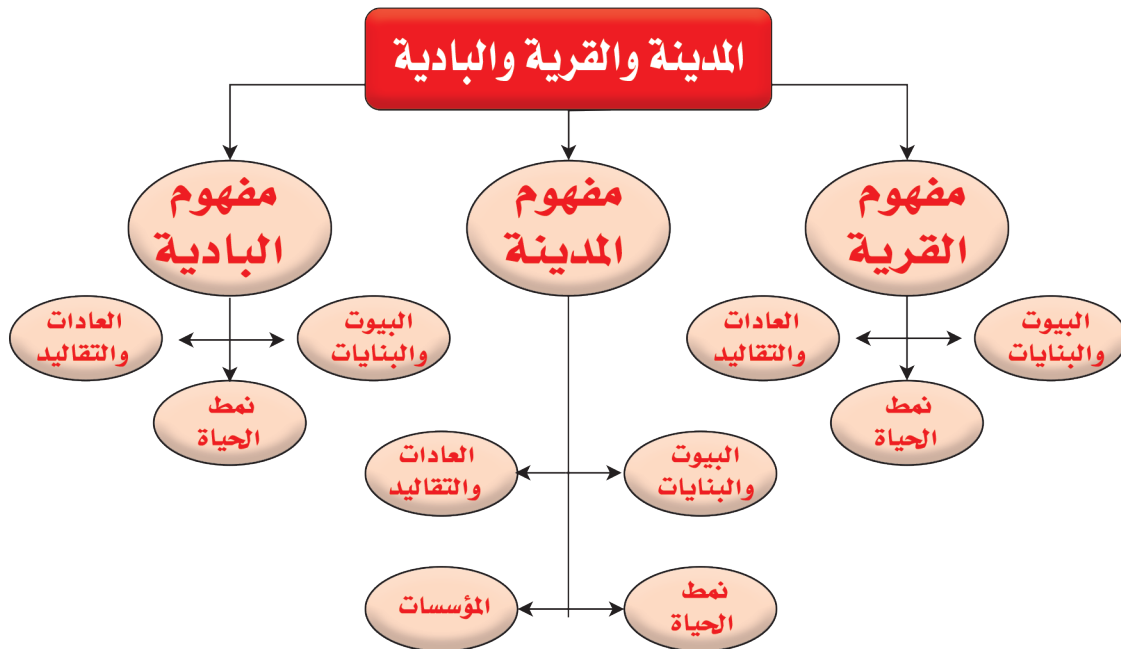 المدينة والقرية والبادية
مفهوم
القرية
مفهوم
المدينة
مفهوم
البادية
البيوت
والبنايات
العادات
والتقاليد
نمط
الحياة
البيوت
والبنايات
العادات
والتقاليد
نمط
الحياة
المؤسسات
البيوت
والبنايات
العادات
والتقاليد
نمط
الحياة